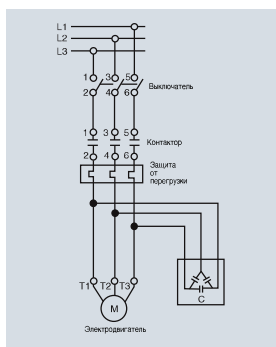 L1
L2
L3
1 3 5
2 4 6
Выключатель
1 3 5
Контактор
2 4 6
Защита
от
перегрузки
T1 T2 T3
M
C
Электродвигатель